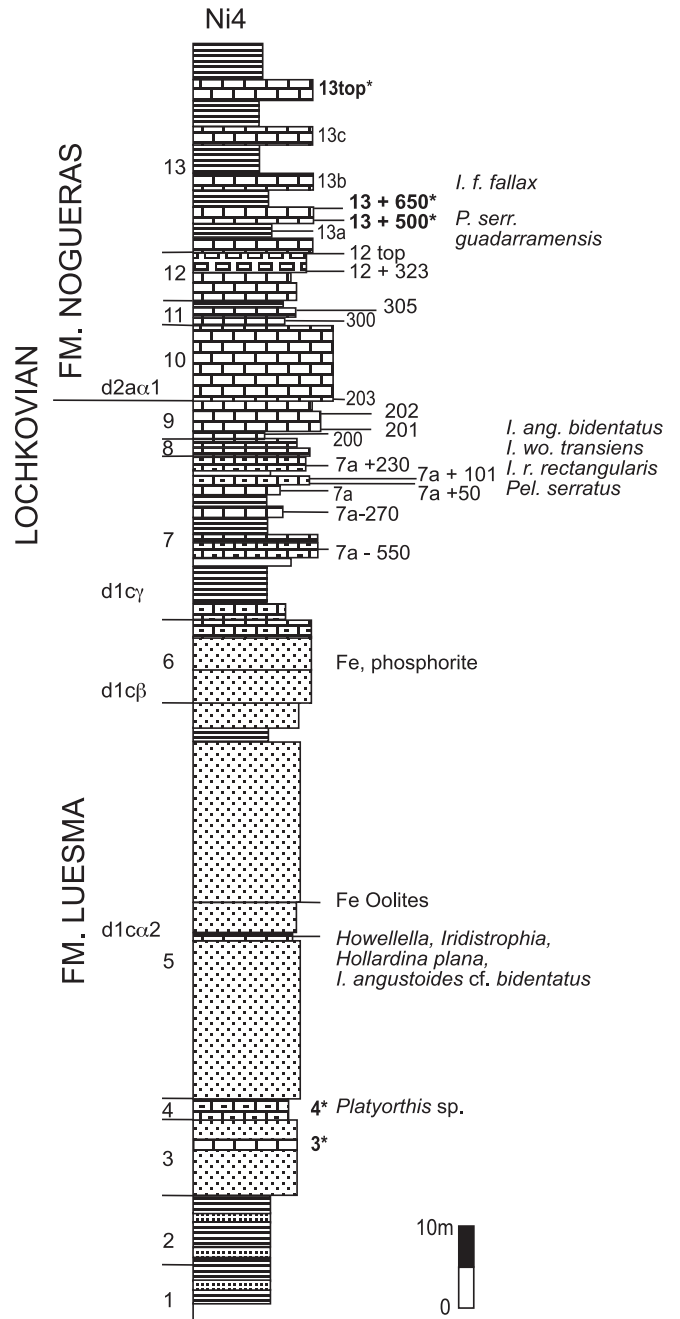 Ni4
13top*
13c
13
13b
I. f. fallax
13 + 650*
13 + 500*
P. serr.
guadarramensis
13a
12 top
12
12 + 323
305
11
300
10
FM. NOGUERAS
LOCHKOVIAN
d2aα1
203
9
202
201
200
I. ang. bidentatus
8
I. wo. transiens
7a +230
7a + 101
I. r. rectangularis
7a
7a +50
Pel. serratus
7a-270
7
7a - 550
d1cγ
6
Fe, phosphorite
d1cβ
FM. LUESMA
Fe Oolites
d1cα2
Howellella, Iridistrophia,
Hollardina plana,
I. angustoides cf. bidentatus
5
4
4* Platyorthis sp.
3*
3
2
1
10m
0